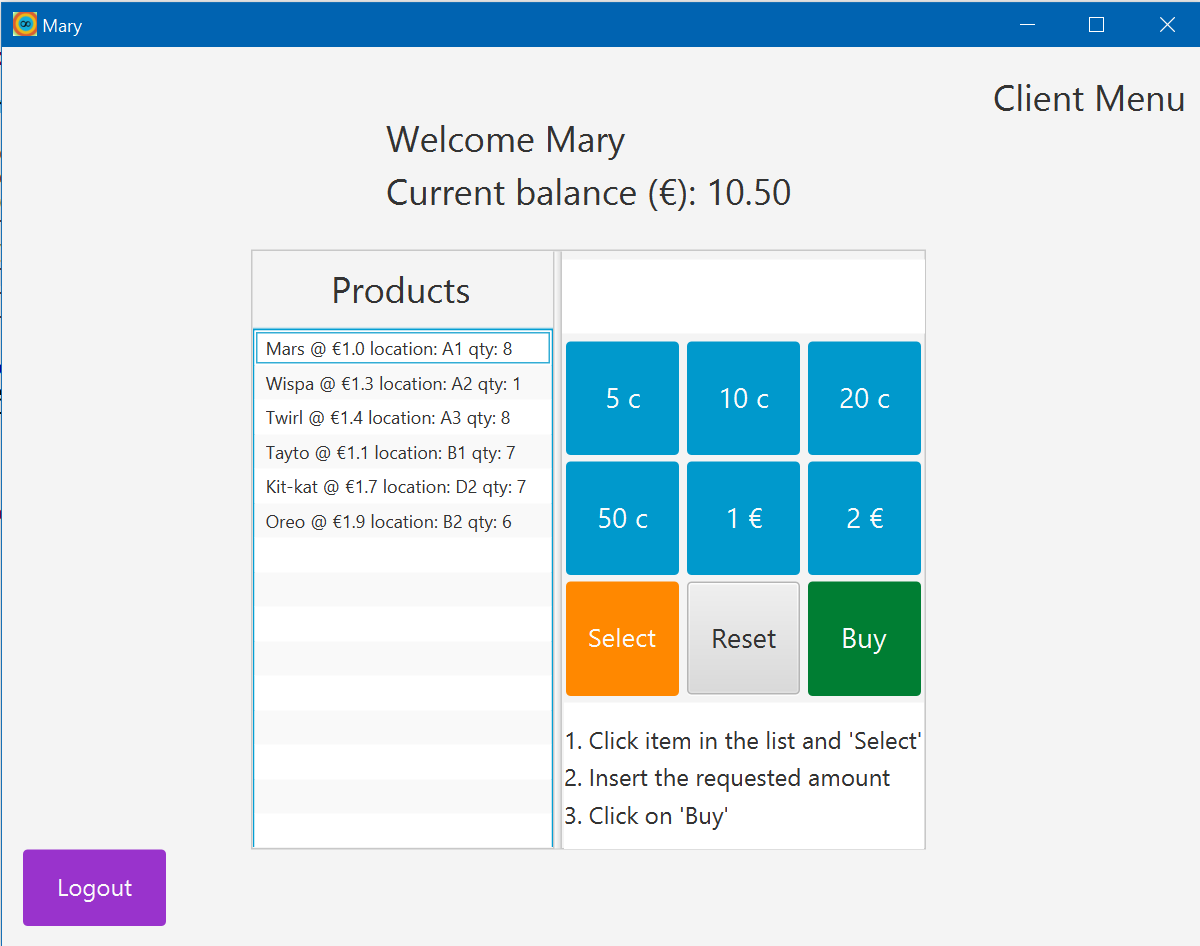 Mary
Client Menu
Welcome Mary
Current balance (€): 10.50
Products
Mars @ €1.0 location: A1 qty: 8
Wispa @ €1.3 location: A2 qty: 1
Twirl @ €1.4 location: A3 qty: 8
Tayto @ €1.1 location: B1 qty: 7
Kit-kat @ €1.7 location: D2 qty: 7
Oreo @ €1.9 location: B2 qty: 6
5 c
10 c
20 c
50 c
1 €
2 €
Select
Reset
Buy
1. Click item in the list and 'Select'
2. Insert the requested amount
3. Click on 'Buy'
Logout